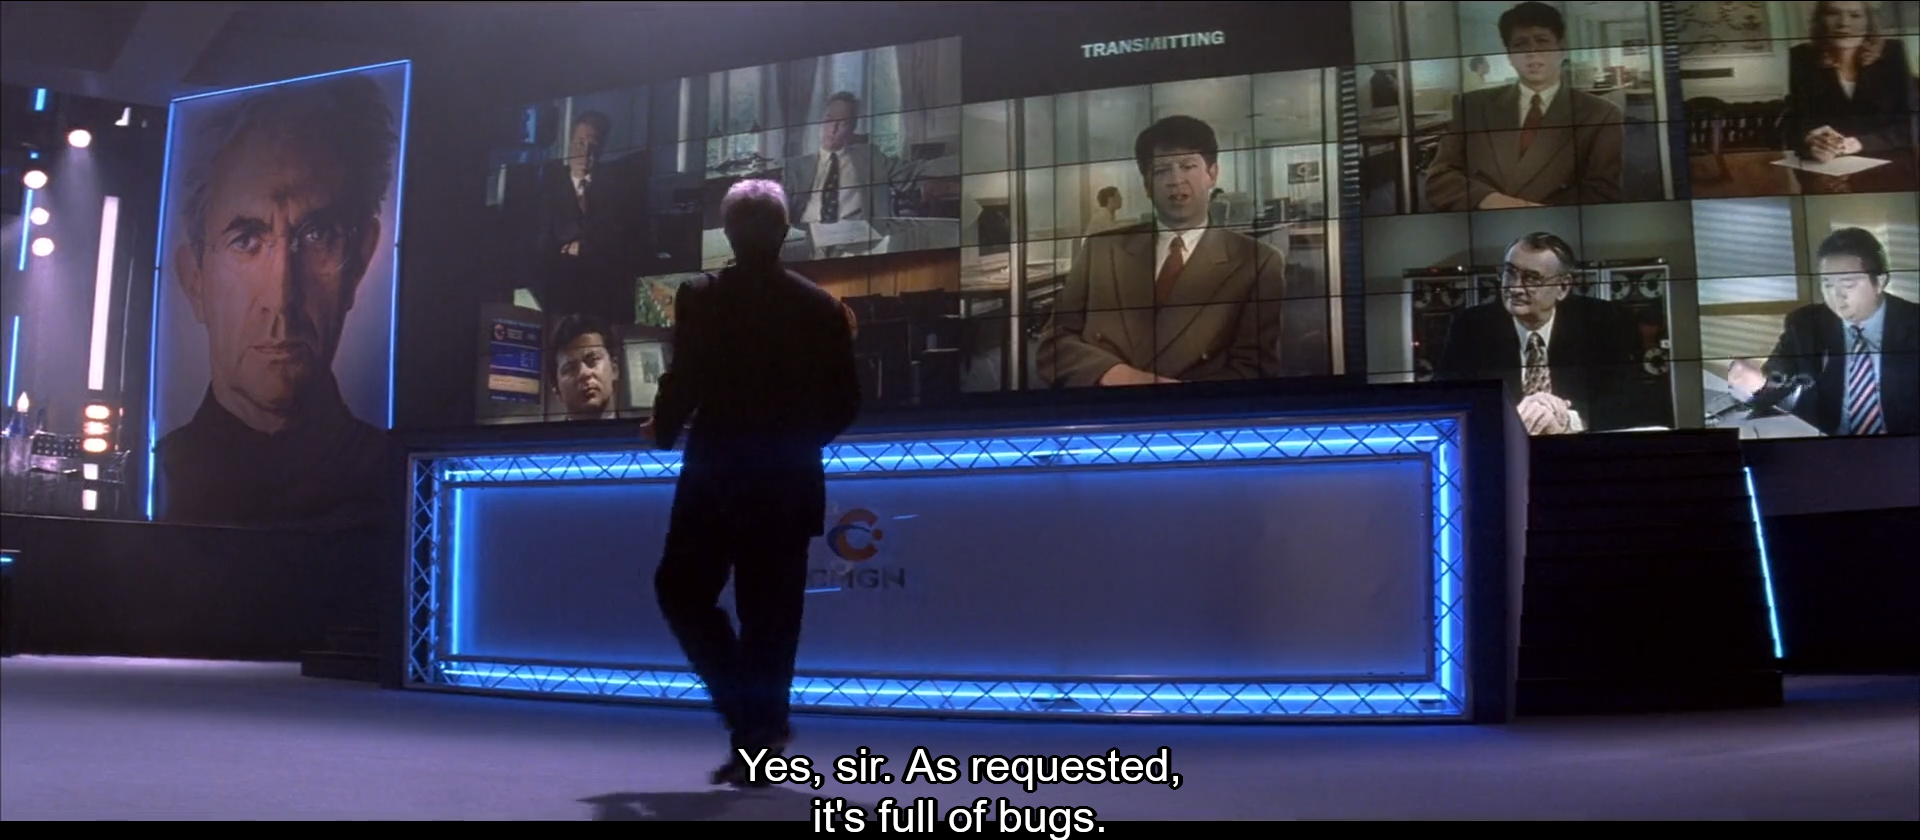 TRANSMITTING
CMGN
Yes, sir. As requested,
it's full of bugs.